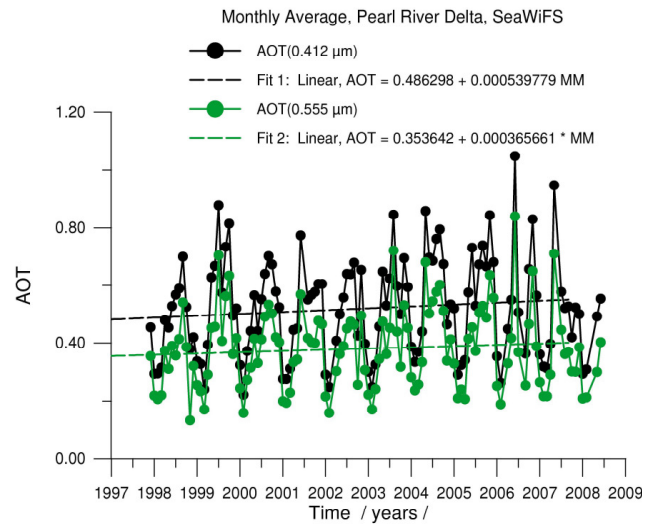 Monthly Average, Pearl River Delta, SeaWiFS
AOT(0.412 µm)
Fit 1: Linear, AOT = 0.486298 + 0.000539779 MM
AOT(0.555 µm)
Fit 2: Linear, AOT = 0.353642 + 0.000365661 * MM
1.20
0.80
0.40
0.00
AOT
1997 1998 1999 2000 2001 2002 2003 2004 2005 2006 2007 2008 2009
Time / years /